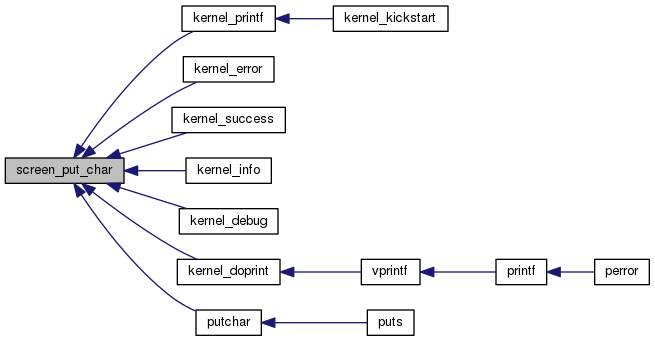 kernel_printf
kernel_kickstart
kernel_error
kernel_success
screen_put_char
kernel_info
kernel_debug
kernel_doprint
vprintf
printf
perror
putchar
puts